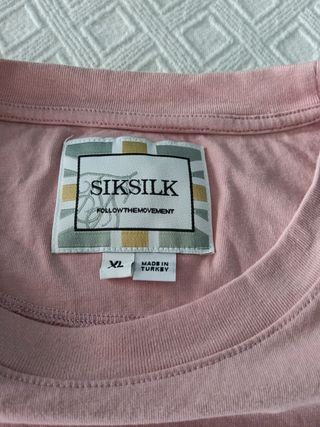 SIKSILK
FOLLOWTHEMOVEMENT
XL
MADE IN
TURKEY